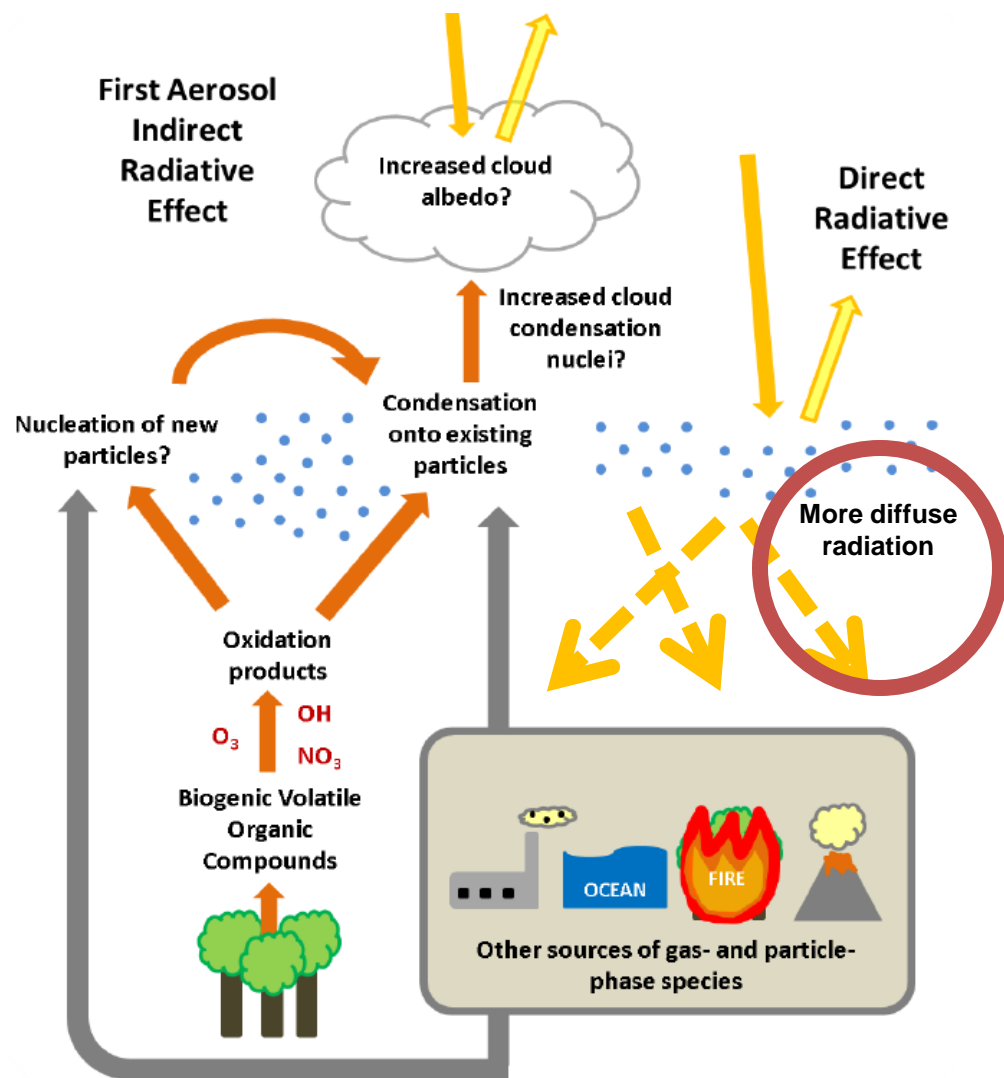 First Aerosol
Indirect
Radiative
Effect
Increased cloud
albedo?
Direct
Radiative
Effect
Increased cloud
condensation
nuclei?
Nucleation of new
particles?
Condensation
onto existing
particles
More diffuse
radiation
Oxidation
products
O₃
OH
NO₃
Biogenic Volatile
Organic
Compounds
OCEAN
FIRE
Other sources of gas- and particle-
phase species